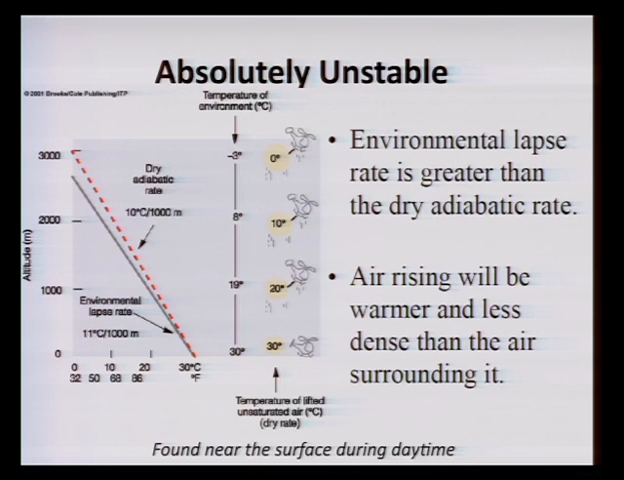 Absolutely Unstable
© 2001 Brooks/Cole Publishing/ITP
Temperature of
environment (°C)
3000
2000
1000
0
Altitude (m)
Dry
adiabatic
rate
10°C/1000 m
Environmental
lapse rate
11°C/1000 m
0 10 20 30°C
32 50 68 86 °F
-3°
8°
19°
30°
0°
10°
20°
30°
Temperature of lifted
unsaturated air (°C)
(dry rate)
• Environmental lapse
rate is greater than
the dry adiabatic rate.
• Air rising will be
warmer and less
dense than the air
surrounding it.
Found near the surface during daytime